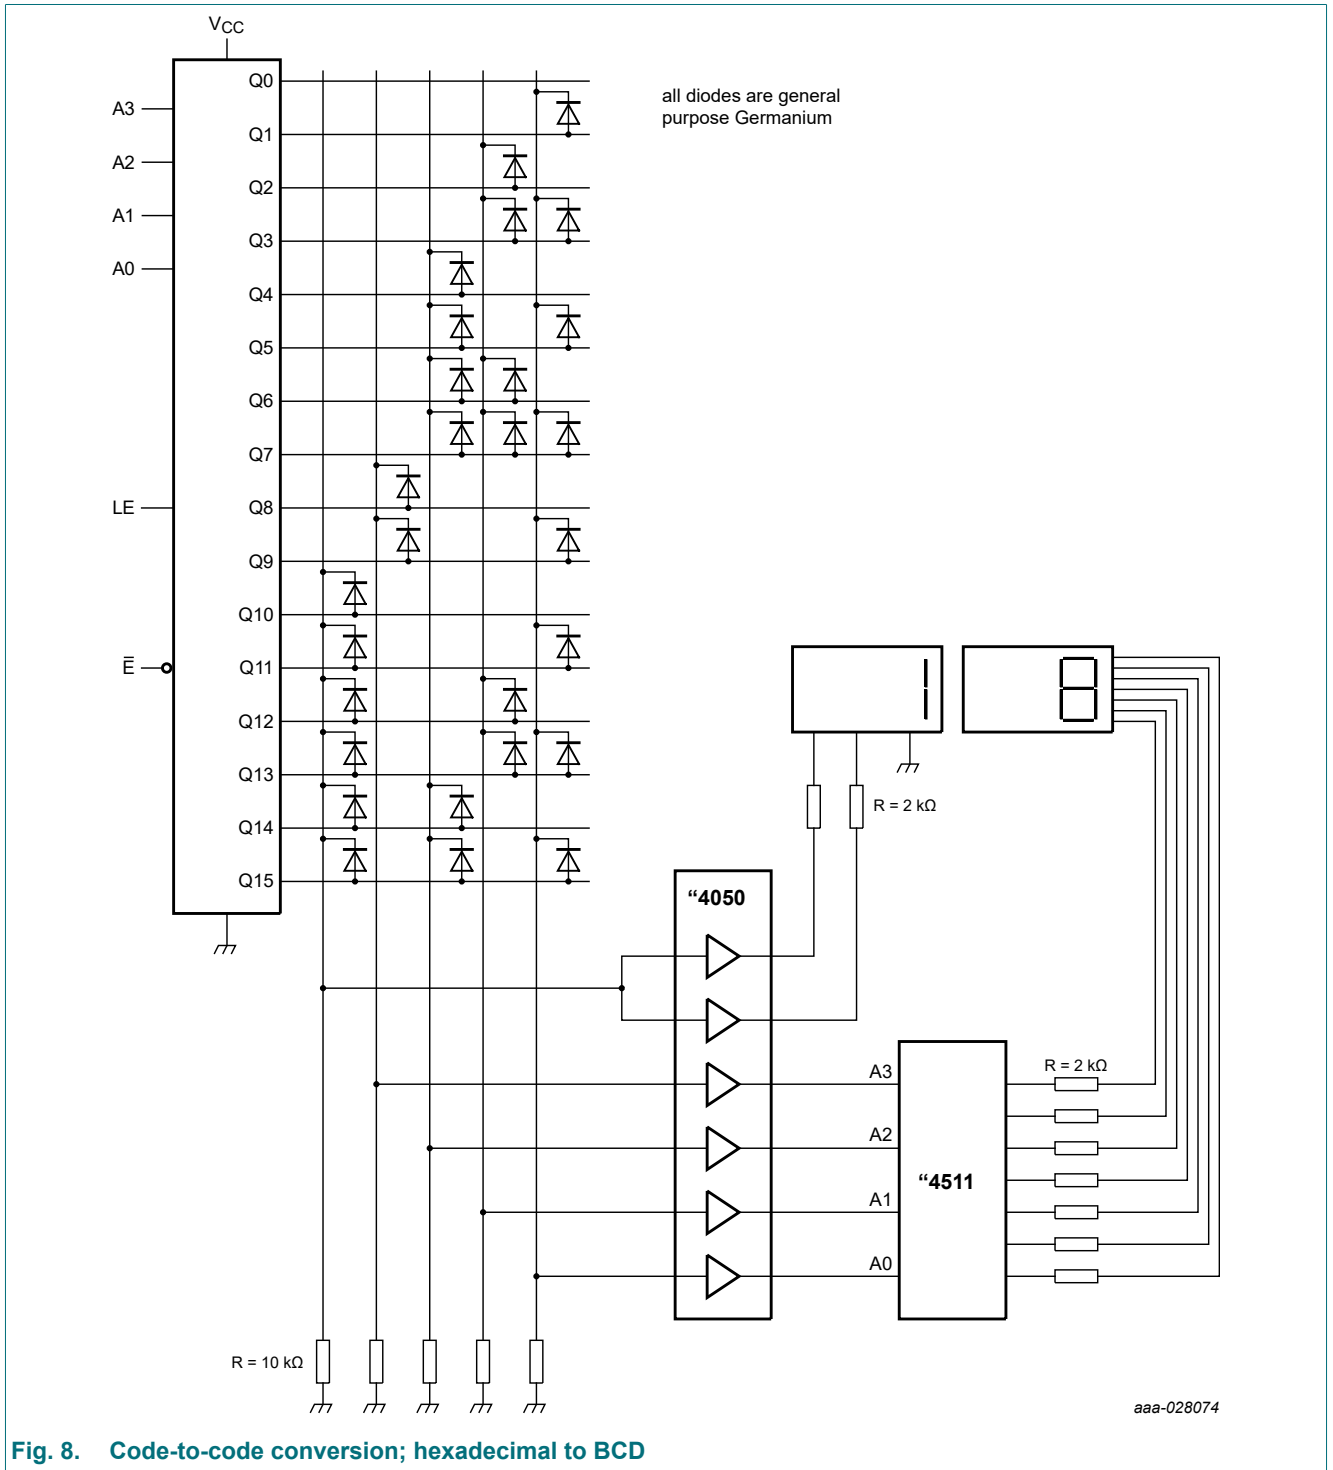 VCC
Q0
A3
all diodes are general
purpose Germanium
Q1
A2
Q2
A1
Q3
A0
Q4
Q5
Q6
Q7
LE
Q8
Q9
Q10
E̅
Q11
Q12
Q13
R = 2 kΩ
Q14
Q15
“4050
R = 2 kΩ
A3
A2
“4511
A1
A0
R = 10 kΩ
aaa-028074
Fig. 8. Code-to-code conversion; hexadecimal to BCD